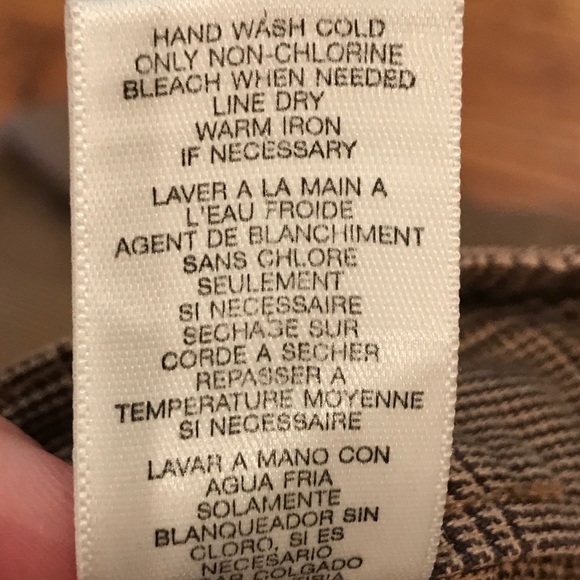 HAND WASH COLD
ONLY NON-CHLORINE
BLEACH WHEN NEEDED
LINE DRY
WARM IRON
IF NECESSARY
LAVER A LA MAIN A
L'EAU FROIDE
AGENT DE BLANCHIMENT
SANS CHLORE
SEULEMENT
SI NECESSAIRE
SECHAGE SUR
CORDE A SECHER
REPASSER A
TEMPERATURE MOYENNE
SI NECESSAIRE
LAVAR A MANO CON
AGUA FRIA
SOLAMENTE
BLANQUEADOR SIN
CLORO, SI ES
NECESARIO
COLGADO